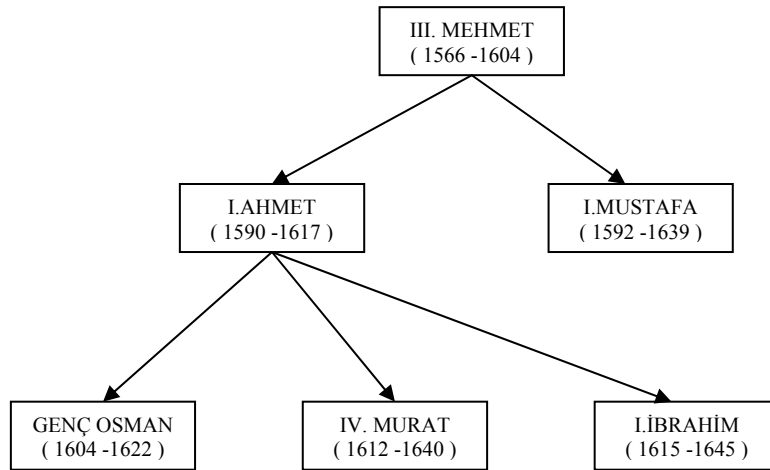 III. MEHMET
( 1566 -1604 )
I.AHMET
( 1590 -1617 )
I.MUSTAFA
( 1592 -1639 )
GENÇ OSMAN
( 1604 -1622 )
IV. MURAT
( 1612 -1640 )
I.İBRAHİM
( 1615 -1645 )